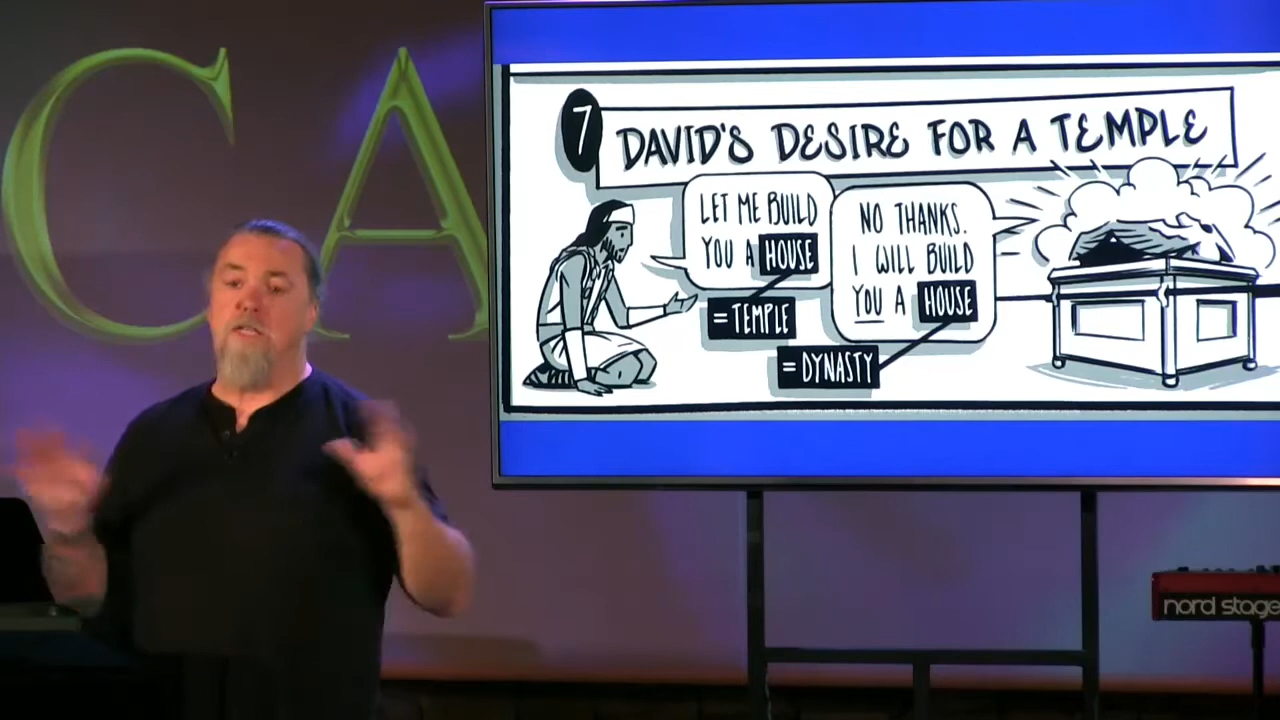 CA
7
DAVID'S DESIRE FOR A TEMPLE
LET ME BUILD
YOU A HOUSE
= TEMPLE
NO THANKS.
I WILL BUILD
YOU A HOUSE
= DYNASTY
nord stage